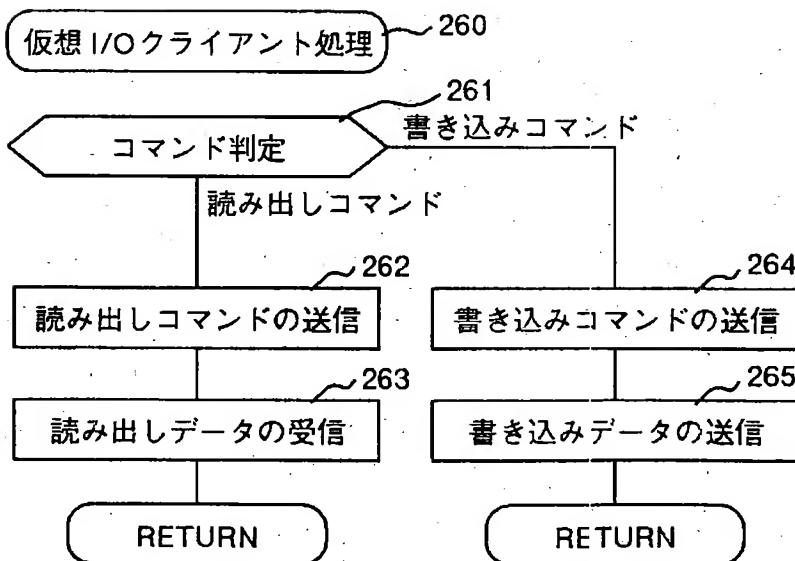 仮想I/Oクライアント処理
260
261
コマンド判定
書き込みコマンド
読み出しコマンド
262
264
読み出しコマンドの送信
書き込みコマンドの送信
263
265
読み出しデータの受信
書き込みデータの送信
RETURN
RETURN